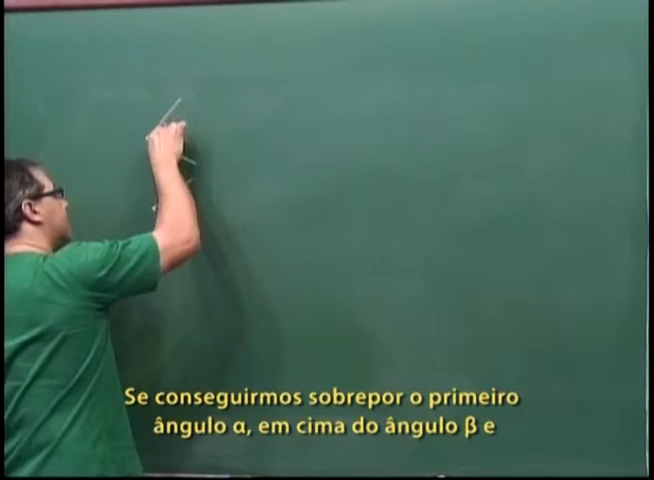 Se conseguirmos sobrepor o primeiro
ângulo α, em cima do ângulo β e